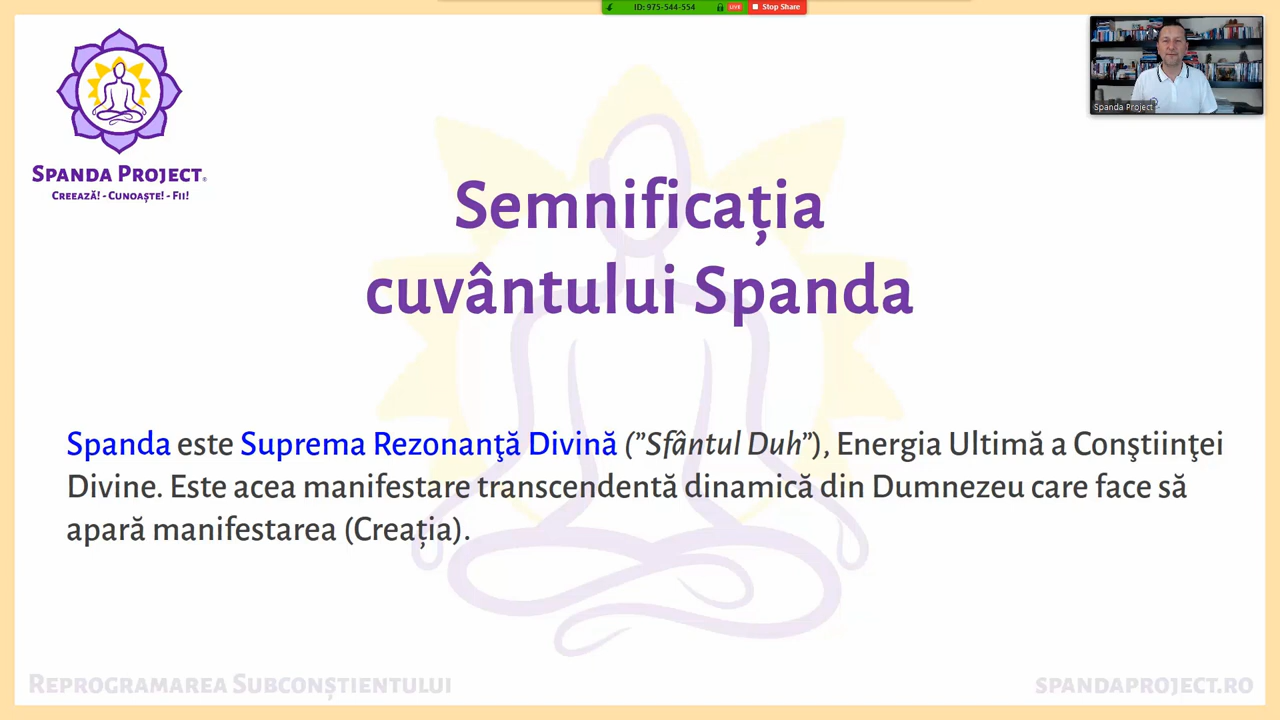 ID: 975-544-554
LIVE
Stop Share
Spanda Project
SPANDA PROJECT®
CREEAZĂ! - CUNOAȘTE! - FII!
Semnificația
cuvântului Spanda
Spanda este Suprema Rezonanţă Divină (”Sfântul Duh”), Energia Ultimă a Conştiinţei
Divine. Este acea manifestare transcendentă dinamică din Dumnezeu care face să
apară manifestarea (Creația).
REPROGRAMAREA SUBCONȘTIENTULUI
SPANDAPROJECT.RO